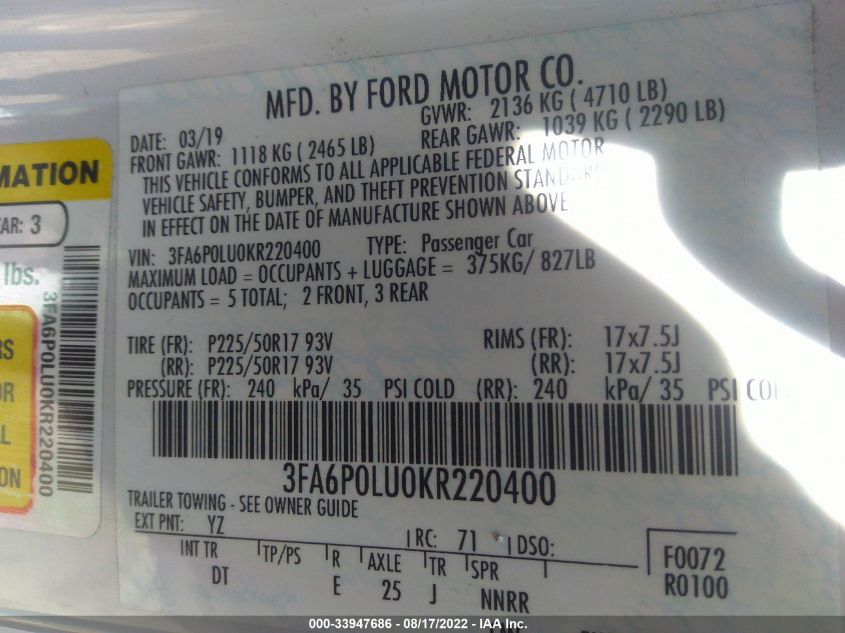 MFD. BY FORD MOTOR CO.
DATE: 03/19 GVWR: 2136 KG ( 4710 LB)
FRONT GAWR: 1118 KG ( 2465 LB) REAR GAWR: 1039 KG ( 2290 LB)
THIS VEHICLE CONFORMS TO ALL APPLICABLE FEDERAL MOTOR
VEHICLE SAFETY, BUMPER, AND THEFT PREVENTION
IN EFFECT ON THE DATE OF MANUFACTURE SHOWN ABOVE
VIN: 3FA6P0LU0KR220400 TYPE: Passenger Car
MAXIMUM LOAD = OCCUPANTS + LUGGAGE = 375KG/ 827LB
OCCUPANTS = 5 TOTAL; 2 FRONT, 3 REAR
TIRE (FR): P225/50R17 93V RIMS (FR): 17x7.5J
(RR): P225/50R17 93V (RR): 17x7.5J
PRESSURE (FR): 240 kPa/ 35 PSI COLD (RR): 240 kPa/ 35 PSI COL
3FA6P0LU0KR220400
TRAILER TOWING - SEE OWNER GUIDE
EXT PNT: YZ RC: 71 DSO:
INT TR TP/PS R AXLE TR SPR
DT E 25 J NNRR
F0072
R0100
MATION
AR: 3
lbs.
3FA6P0LU0KR220400
RS
OR
L
ON
000-33947686 - 08/17/2022 - IAA Inc.